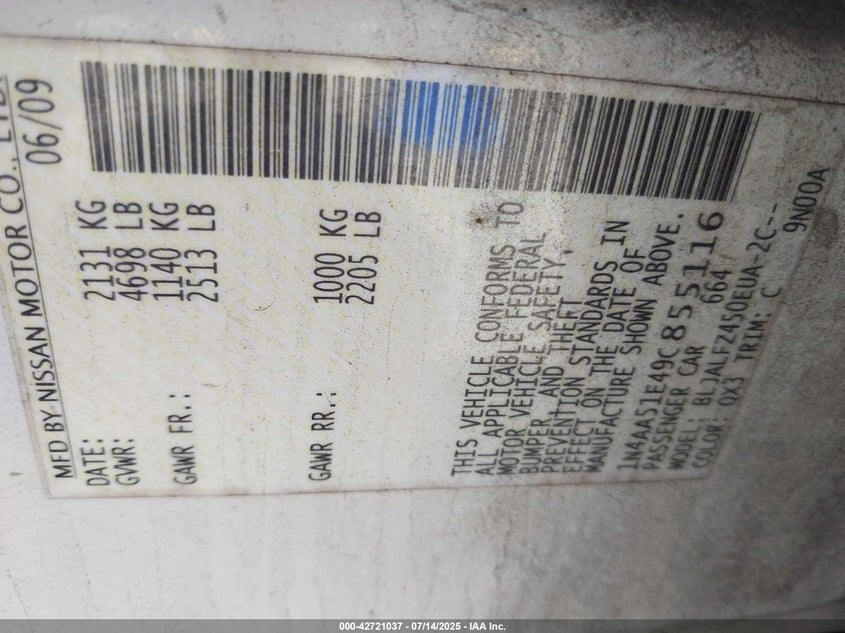 MFD BY NISSAN MOTOR CO., LTD.
DATE: 06/09
GVWR: 2131 KG
4698 LB
GAWR FR.: 1140 KG
2513 LB
GAWR RR.: 1000 KG
2205 LB
THIS VEHICLE CONFORMS TO
ALL APPLICABLE FEDERAL
MOTOR VEHICLE SAFETY,
BUMPER AND THEFT
PREVENTION STANDARDS IN
EFFECT ON THE DATE OF
MANUFACTURE SHOWN ABOVE.
1N4AA51E49C855116
PASSENGER CAR 664
MODEL: BLJALFZ450EUA-2C--
COLOR: QX3 TRIM: C
9N00A
000-42721037 - 07/14/2025 - IAA Inc.